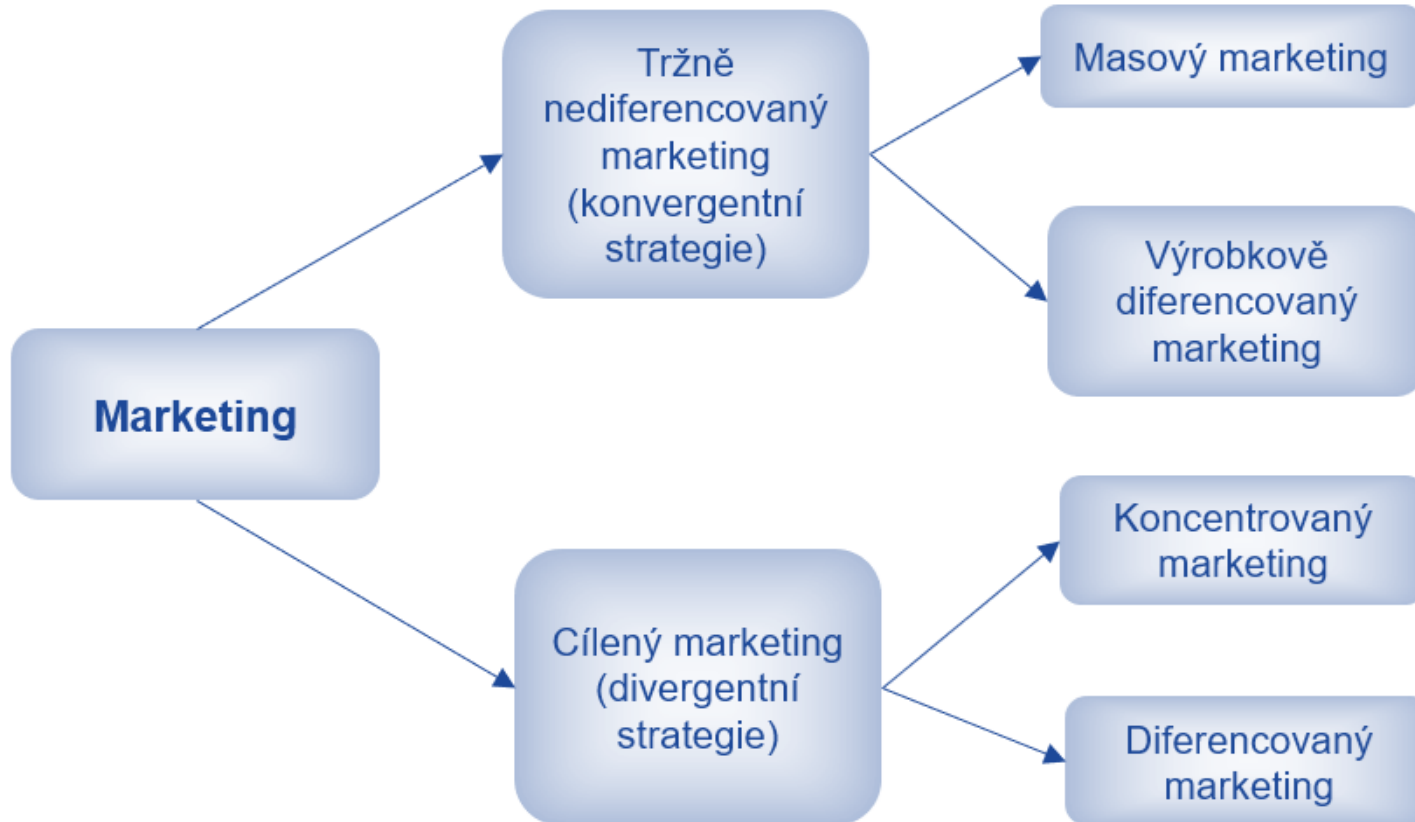 Marketing
Tržně
nediferencovaný
marketing
(konvergentní
strategie)
Masový marketing
Výrobkově
diferencovaný
marketing
Cílený marketing
(divergentní
strategie)
Koncentrovaný
marketing
Diferencovaný
marketing